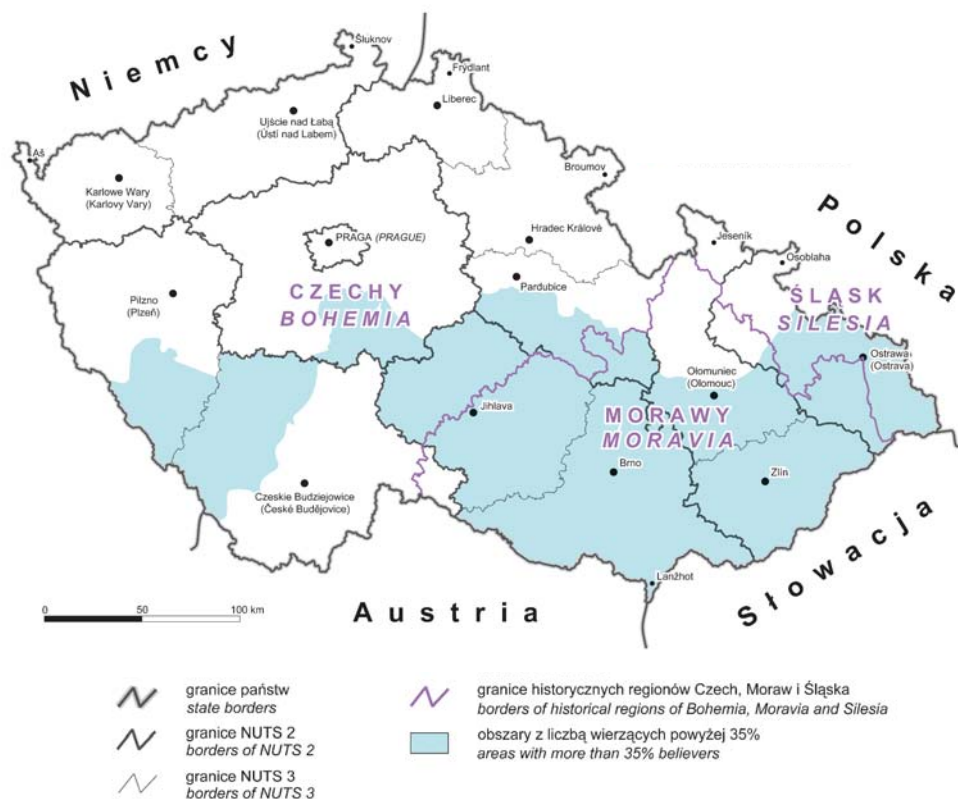 Niemcy
Šluknov
Frýdlant
Liberec
Ujście nad Łabą
(Ústí nad Labem)
Aš
Karlowe Wary
(Karlovy Vary)
Broumov
Polska
PRAGA (PRAGUE)
Hradec Králové
Jeseník
Osoblaha
Pilzno
(Plzeň)
CZECHY
BOHEMIA
Pardubice
ŚLĄSK
SILESIA
Ostrawa
(Ostrava)
Ołomuniec
(Olomouc)
Jihlava
MORAWY
MORAVIA
Brno
Zlín
Czeskie Budziejowice
(České Budějovice)
Lanžhot
Słowacja
Austria
0 50 100 km
granice państw
state borders
granice NUTS 2
borders of NUTS 2
granice NUTS 3
borders of NUTS 3
granice historycznych regionów Czech, Moraw i Śląska
borders of historical regions of Bohemia, Moravia and Silesia
obszary z liczbą wierzących powyżej 35%
areas with more than 35% believers